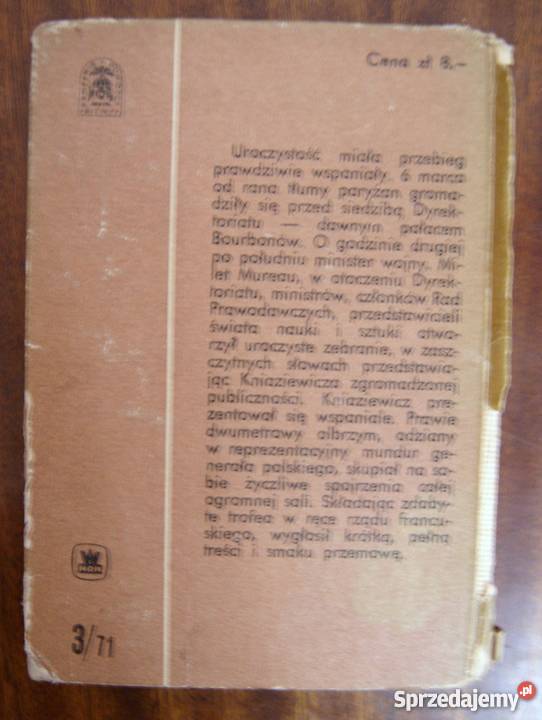 Cena zł 8.–
Uroczystość miała przebieg
prawdziwie wspaniały. 6 marca
od rana tłumy paryżan groma-
dziły się przed siedzibą Dyrek-
toriatu — dawnym pałacem
Bourbonów. O godzinie drugiej
po południu minister wojny, Mi-
let Mureau, w otoczeniu Dyrek-
toriatu, ministrów, członków Rad
Prawodawczych, przedstawicieli
świata nauki i sztuki otwo-
rzył uroczyste zebranie, w zasz-
czytnych słowach przedstawia-
jąc Kniaziewicza zgromadzonej
publiczności. Kniaziewicz pre-
zentował się wspaniale. Prawie
dwumetrowy olbrzym, odziany
w reprezentacyjny mundur ge-
nerała polskiego, skupiał na so-
bie życzliwe spojrzenia całej
ogromnej sali. Składając zdoby-
te trofea w ręce rządu francu-
skiego, wygłosił krótką, pełną
treści i smaku przemowę.
MON
3/71
Sprzedajemy.pl